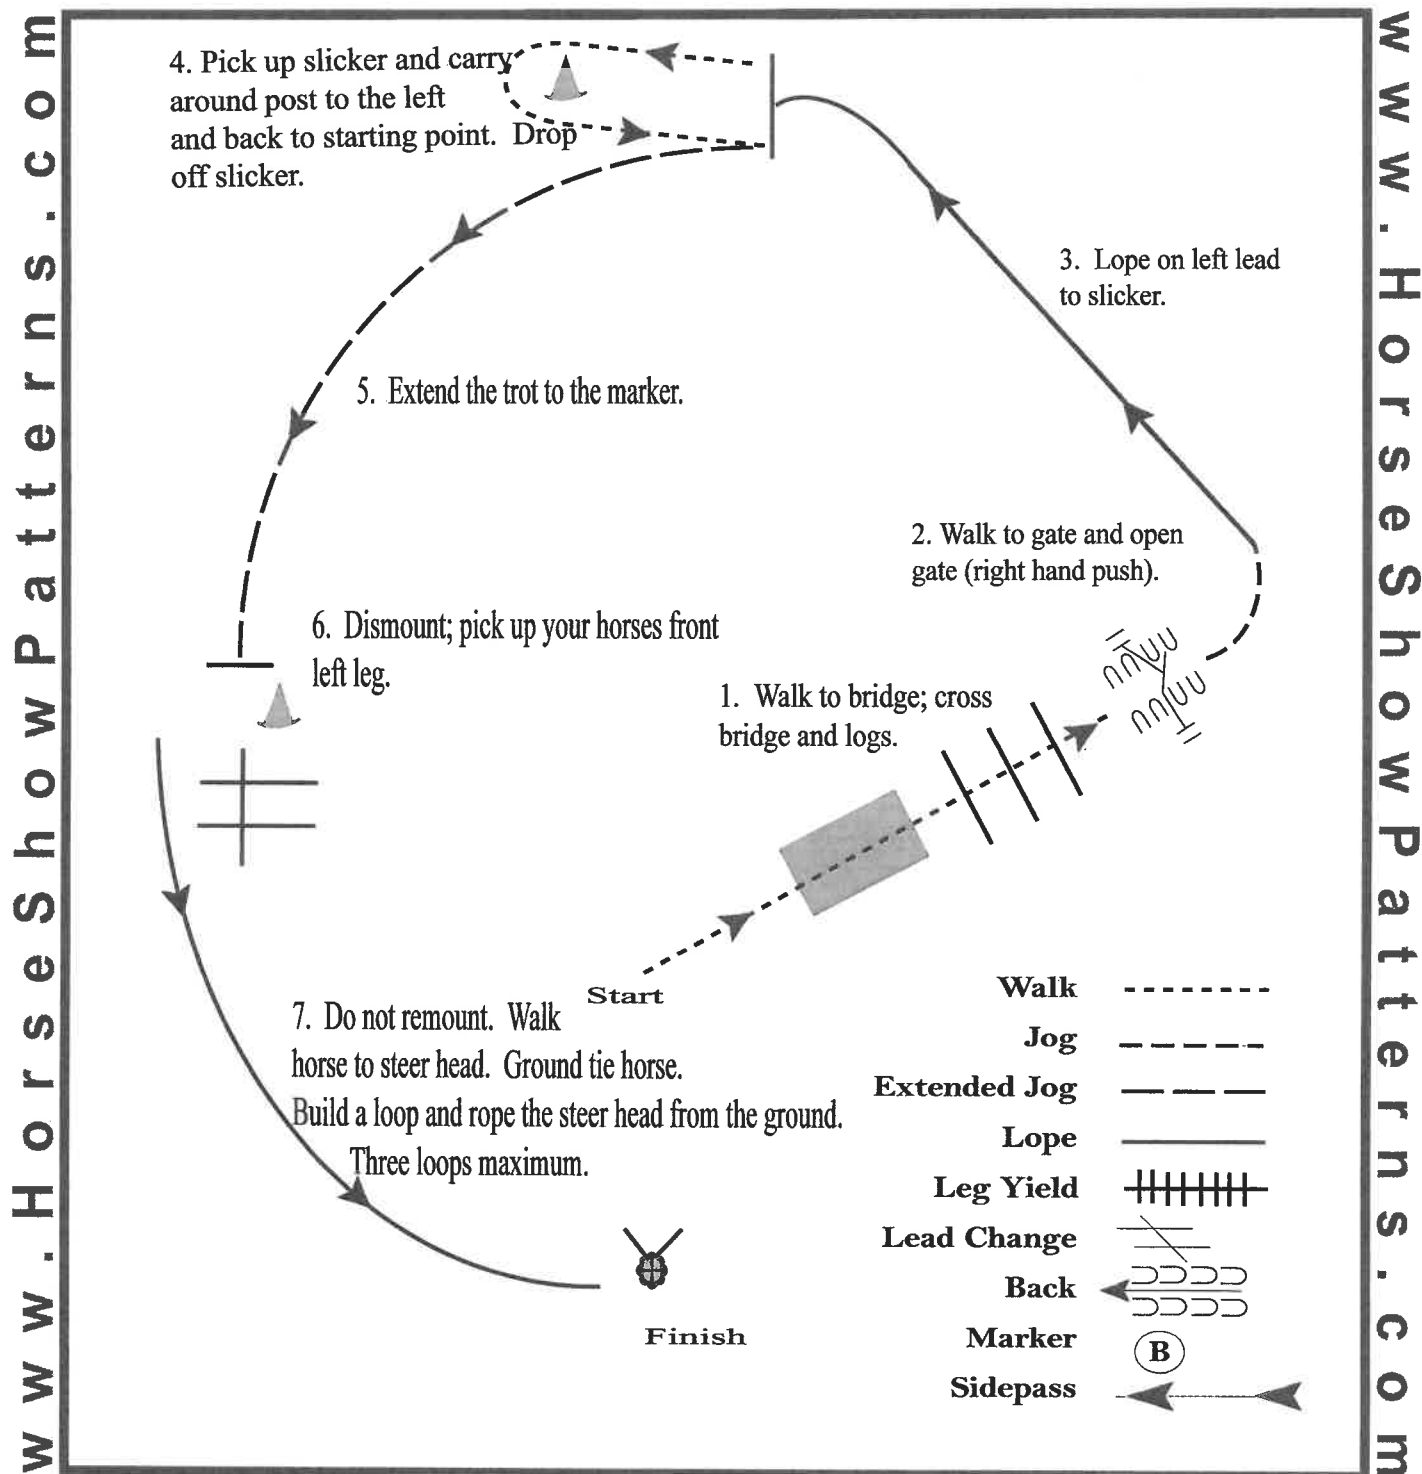 www.HorseShowPatterns.com
4. Pick up slicker and carry
around post to the left
and back to starting point.  Drop
off slicker.
3.  Lope on left lead
to slicker.
5.  Extend the trot to the marker.
2. Walk to gate and open
gate (right hand push).
6.  Dismount; pick up your horses front
left leg.
1.  Walk to bridge; cross
bridge and logs.
Start
7.  Do not remount.  Walk
horse to steer head.  Ground tie horse.
Build a loop and rope the steer head from the ground.
Three loops maximum.
Finish
Walk
Jog
Extended Jog
Lope
Leg Yield
Lead Change
Back
Marker
B
Sidepass
www.HorseShowPatterns.com